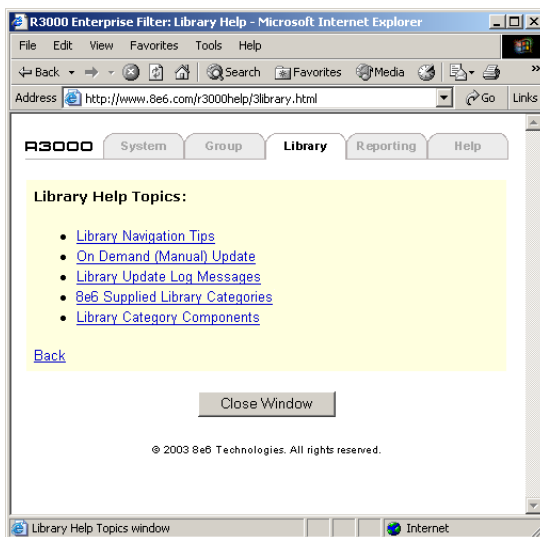 R3000 Enterprise Filter: Library Help - Microsoft Internet Explorer
File Edit View Favorites Tools Help
Back Search Favorites Media »
Address http://www.8e6.com/r3000help/3library.html Go Links
R3000 System Group Library Reporting Help
Library Help Topics:
• Library Navigation Tips
• On Demand (Manual) Update
• Library Update Log Messages
• 8e6 Supplied Library Categories
• Library Category Components
Back
Close Window
© 2003 8e6 Technologies. All rights reserved.
Library Help Topics window Internet